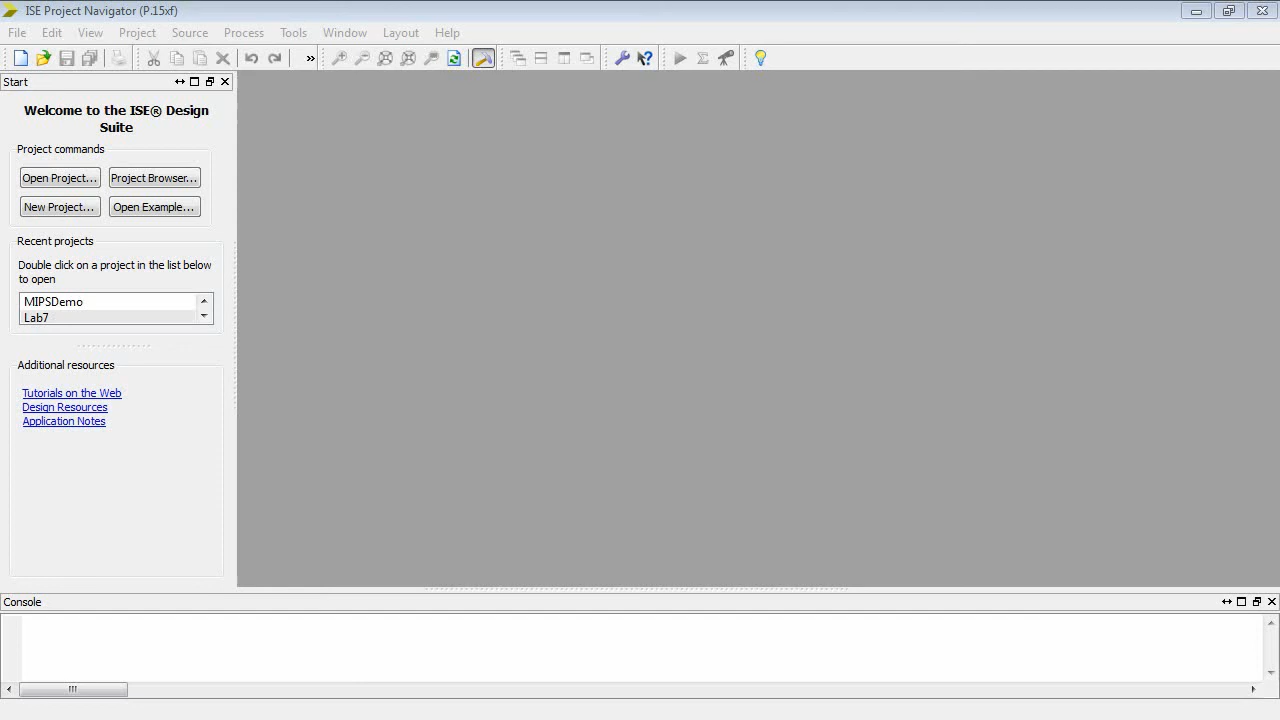 ISE Project Navigator (P.15xf)
File Edit View Project Source Process Tools Window Layout Help
Start
Welcome to the ISE® Design
Suite
Project commands
Open Project... Project Browser...
New Project... Open Example...
Recent projects
Double click on a project in the list below
to open
MIPSDemo
Lab7
Additional resources
Tutorials on the Web
Design Resources
Application Notes
Console